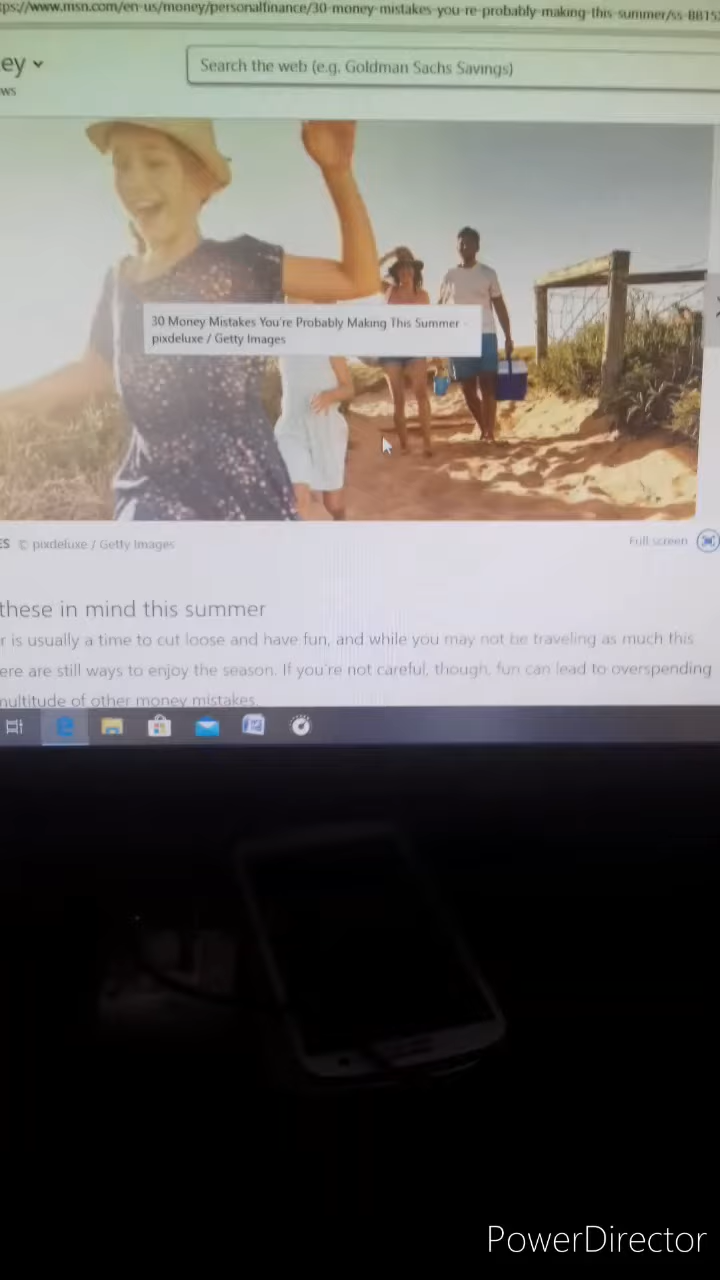 ps://www.msn.com/en-us/money/personalfinance/30-money-mistakes-you-re-probably-making-this-summer/ss-BB15
ey
ws
Search the web (e.g. Goldman Sachs Savings)
30 Money Mistakes You're Probably Making This Summer -
pixdeluxe / Getty Images
ES © pixdeluxe / Getty Images
Full screen
these in mind this summer
r is usually a time to cut loose and have fun, and while you may not be traveling as much this
ere are still ways to enjoy the season. If you're not careful, though, fun can lead to overspending
multitude of other money mistakes.
PowerDirector